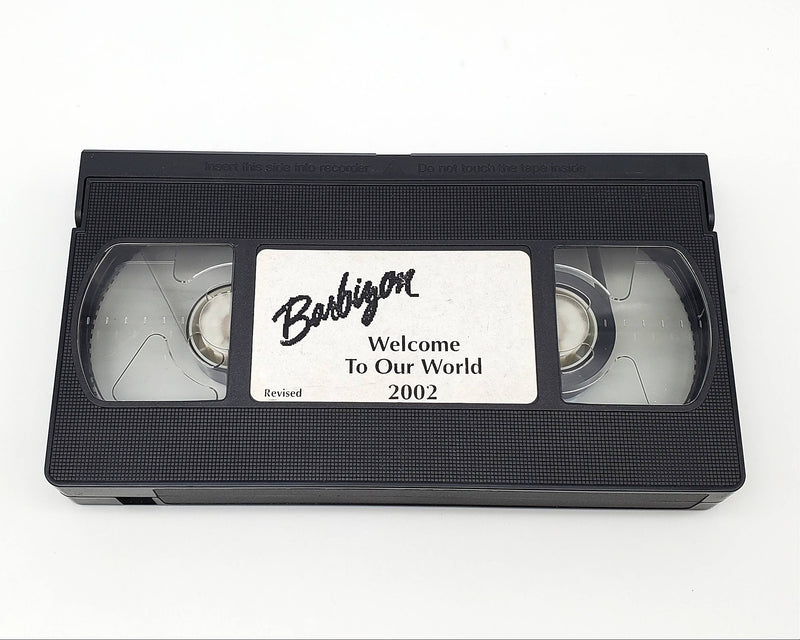 Insert this side into recorder / Do not touch the tape inside
Barbizon
Welcome
To Our World
Revised 2002